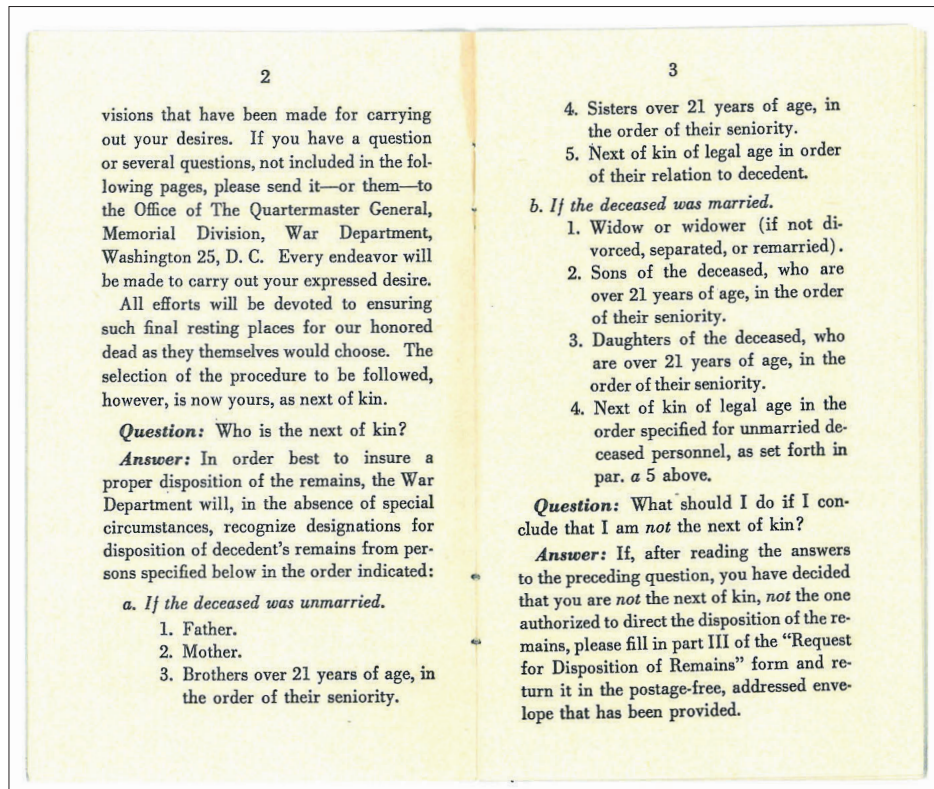 2
visions that have been made for carrying
out your desires. If you have a question
or several questions, not included in the fol-
lowing pages, please send it—or them—to
the Office of The Quartermaster General,
Memorial Division, War Department,
Washington 25, D. C. Every endeavor will
be made to carry out your expressed desire.
All efforts will be devoted to ensuring
such final resting places for our honored
dead as they themselves would choose. The
selection of the procedure to be followed,
however, is now yours, as next of kin.
Question: Who is the next of kin?
Answer: In order best to insure a
proper disposition of the remains, the War
Department will, in the absence of special
circumstances, recognize designations for
disposition of decedent's remains from per-
sons specified below in the order indicated:
a. If the deceased was unmarried.
1. Father.
2. Mother.
3. Brothers over 21 years of age, in
the order of their seniority.
3
4. Sisters over 21 years of age, in
the order of their seniority.
5. Next of kin of legal age in order
of their relation to decedent.
b. If the deceased was married.
1. Widow or widower (if not di-
vorced, separated, or remarried).
2. Sons of the deceased, who are
over 21 years of age, in the order
of their seniority.
3. Daughters of the deceased, who
are over 21 years of age, in the
order of their seniority.
4. Next of kin of legal age in the
order specified for unmarried de-
ceased personnel, as set forth in
par. a 5 above.
Question: What should I do if I con-
clude that I am not the next of kin?
Answer: If, after reading the answers
to the preceding question, you have decided
that you are not the next of kin, not the one
authorized to direct the disposition of the re-
mains, please fill in part III of the “Request
for Disposition of Remains” form and re-
turn it in the postage-free, addressed enve-
lope that has been provided.